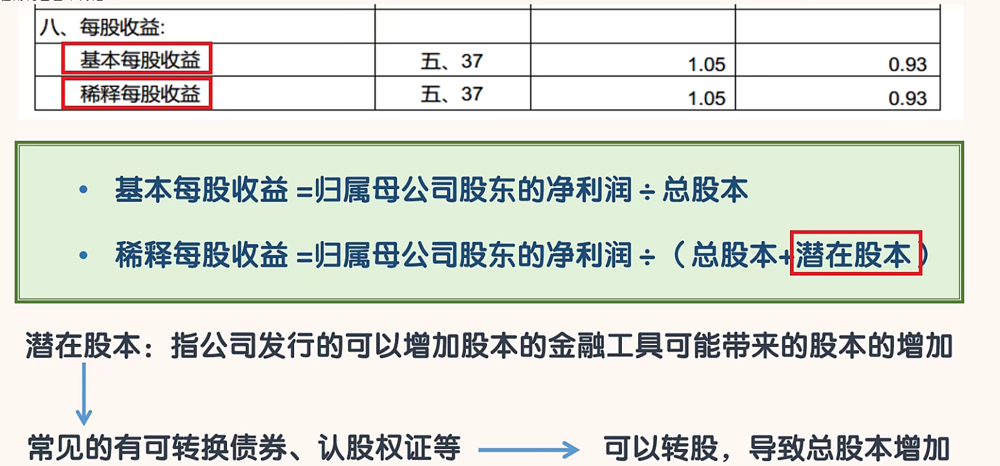 八、每股收益:
基本每股收益 五、37 1.05 0.93
稀释每股收益 五、37 1.05 0.93
• 基本每股收益 =归属母公司股东的净利润 ÷ 总股本
• 稀释每股收益 =归属母公司股东的净利润 ÷（总股本+潜在股本）
潜在股本：指公司发行的可以增加股本的金融工具可能带来的股本的增加
常见的有可转换债券、认股权证等 可以转股，导致总股本增加